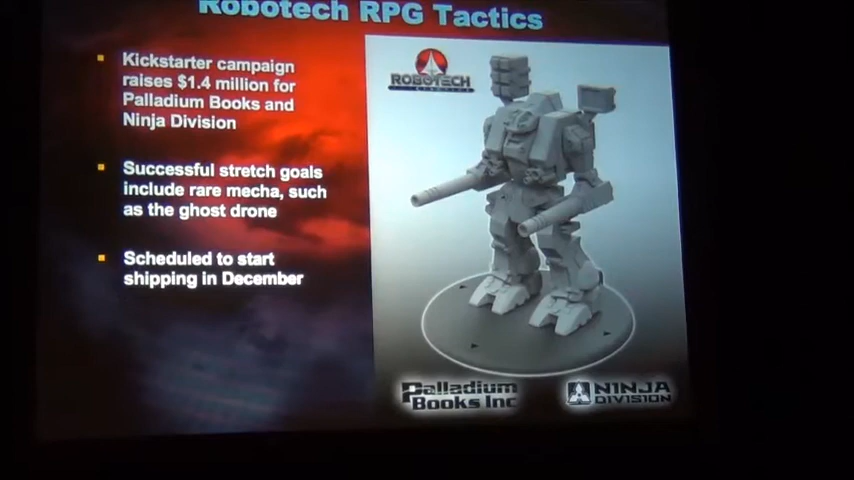 Robotech RPG Tactics
Kickstarter campaign
raises $1.4 million for
Palladium Books and
Ninja Division
Successful stretch goals
include rare mecha, such
as the ghost drone
Scheduled to start
shipping in December
ROBOTECH
Palladium
Books Inc
NINJA
DIVISION